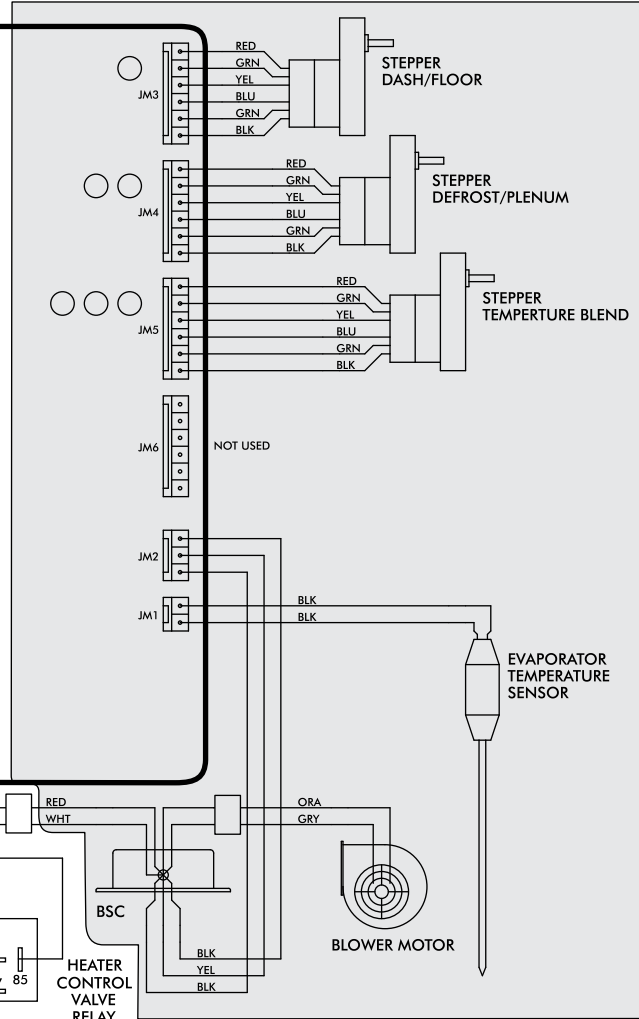 RED
GRN
YEL
BLU
GRN
BLK
JM3
STEPPER
DASH/FLOOR
RED
GRN
YEL
BLU
GRN
BLK
JM4
STEPPER
DEFROST/PLENUM
RED
GRN
YEL
BLU
GRN
BLK
JM5
STEPPER
TEMPERTURE BLEND
JM6
NOT USED
JM2
JM1
BLK
BLK
EVAPORATOR
TEMPERATURE
SENSOR
RED
WHT
ORA
GRY
BSC
BLOWER MOTOR
BLK
YEL
BLK
85
HEATER
CONTROL
VALVE
RELAY